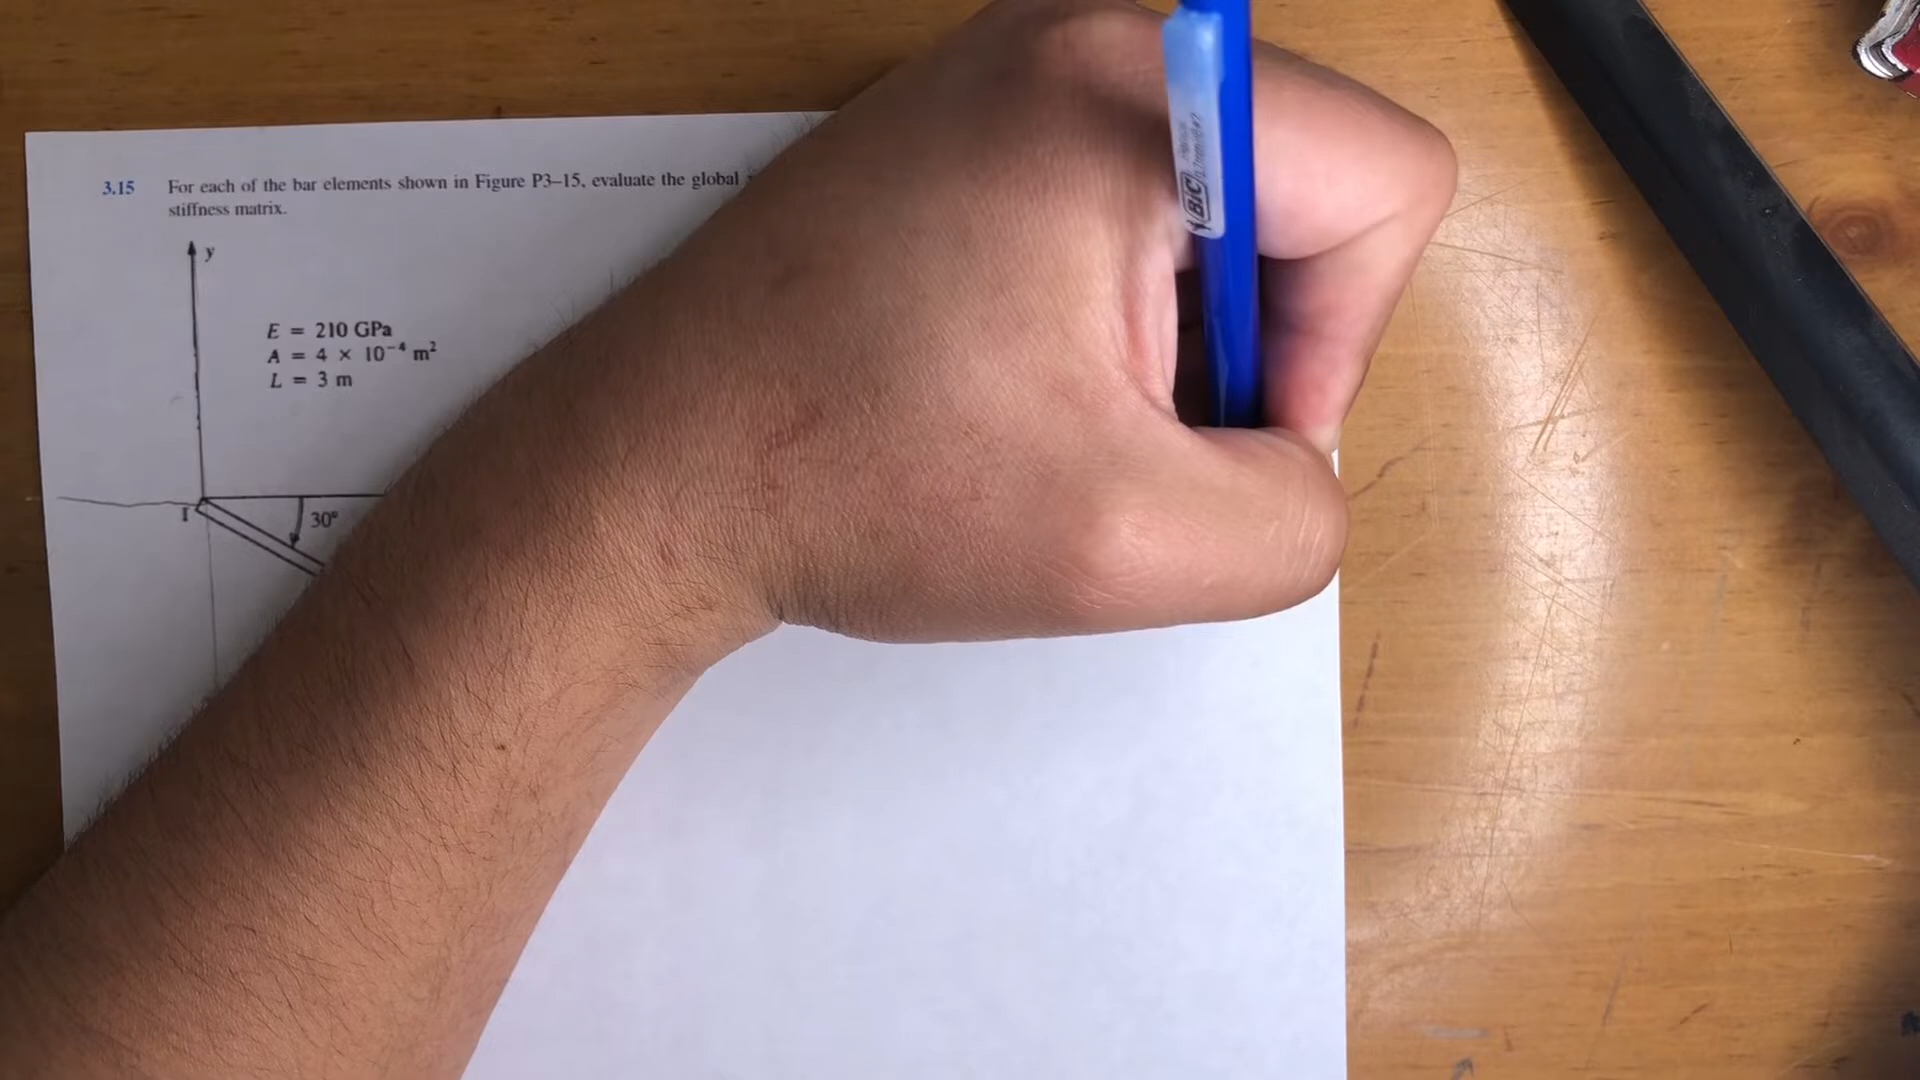 3.15 For each of the bar elements shown in Figure P3–15, evaluate the global
stiffness matrix.
y
E = 210 GPa
A = 4 × 10⁻⁴ m²
L = 3 m
I
30°
BIC